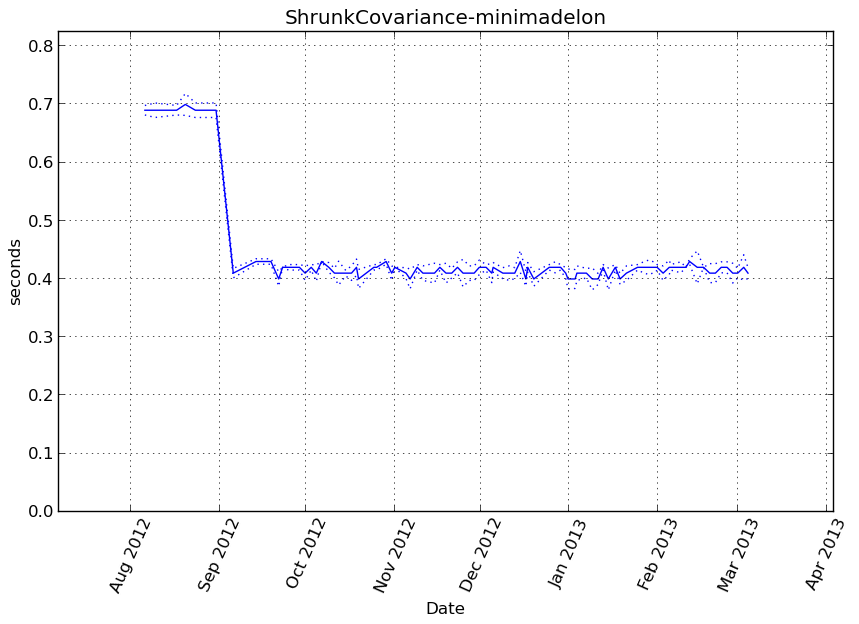 ShrunkCovariance-minimadelon
0.8
0.7
0.6
0.5
0.4
0.3
0.2
0.1
0.0
seconds
Aug 2012
Sep 2012
Oct 2012
Nov 2012
Dec 2012
Jan 2013
Feb 2013
Mar 2013
Apr 2013
Date